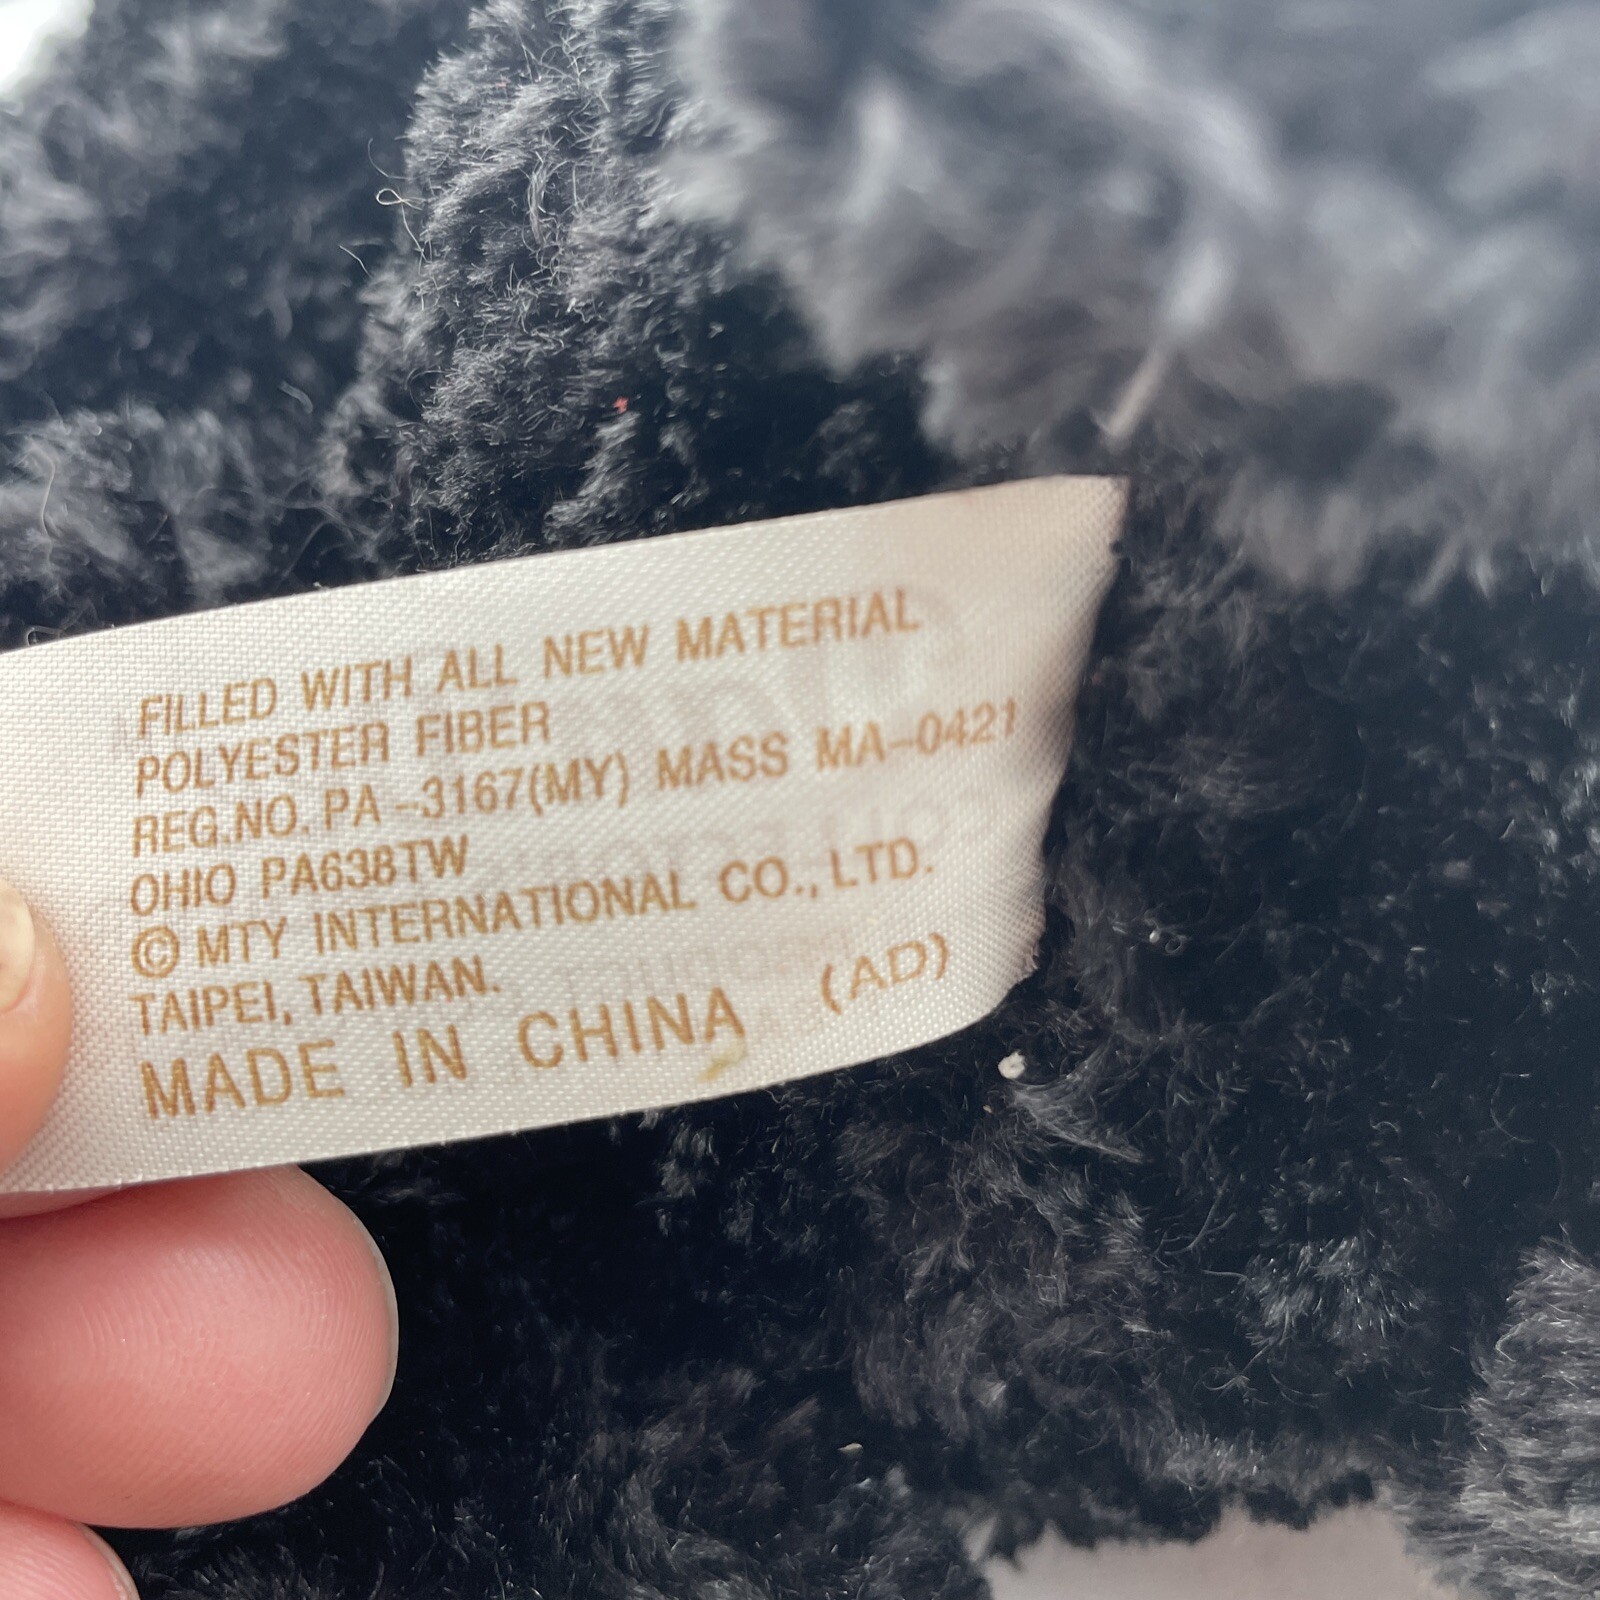 FILLED WITH ALL NEW MATERIAL
POLYESTER FIBER
REG.NO. PA-3167(MY) MASS MA-0421
OHIO PA638TW
© MTY INTERNATIONAL CO., LTD.
TAIPEI, TAIWAN. (AD)
MADE IN CHINA